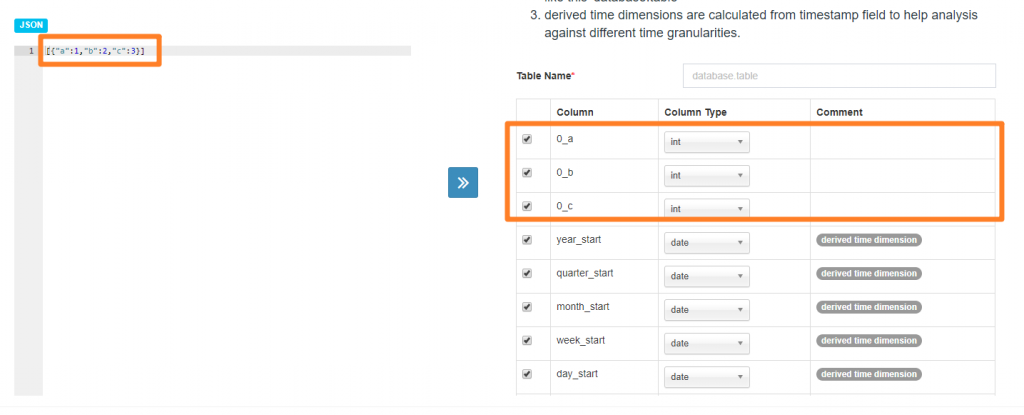 JSON
1 [{"a":1,"b":2,"c":3}]
3. derived time dimensions are calculated from timestamp field to help analysis
against different time granularities.
Table Name* database.table
Column Column Type Comment
0_a int
0_b int
0_c int
year_start date derived time dimension
quarter_start date derived time dimension
month_start date derived time dimension
week_start date derived time dimension
day_start date derived time dimension